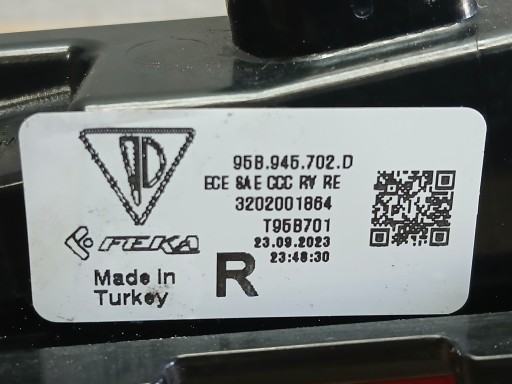 95B.945.702.D
ECE SAE CCC RV RE
3202001864
T95B701
23.09.2023
23:48:30
FEKA
Made in
Turkey
R